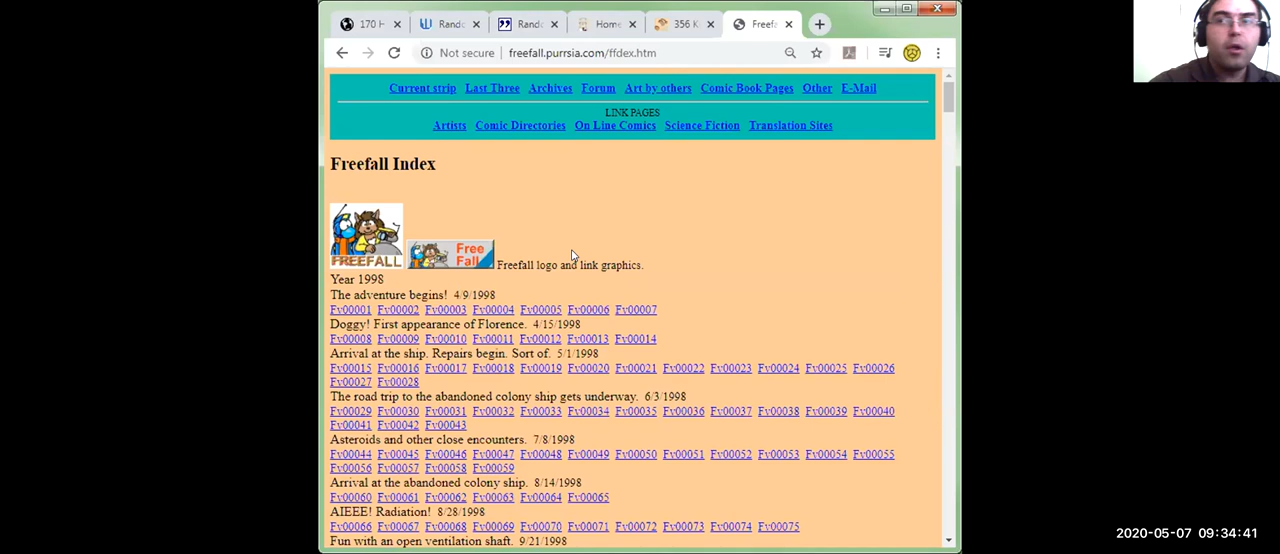 170 H
Rando
Rando
Home
356 K
Freefa
Not secure
freefall.purrsia.com/ffdex.htm
Current strip Last Three Archives Forum Art by others Comic Book Pages Other E-Mail
LINK PAGES
Artists Comic Directories On Line Comics Science Fiction Translation Sites
Freefall Index
FREEFALL
Free
Fall
Freefall logo and link graphics.
Year 1998
The adventure begins! 4/9/1998
Fv00001 Fv00002 Fv00003 Fv00004 Fv00005 Fv00006 Fv00007
Doggy! First appearance of Florence. 4/15/1998
Fv00008 Fv00009 Fv00010 Fv00011 Fv00012 Fv00013 Fv00014
Arrival at the ship. Repairs begin. Sort of. 5/1/1998
Fv00015 Fv00016 Fv00017 Fv00018 Fv00019 Fv00020 Fv00021 Fv00022 Fv00023 Fv00024 Fv00025 Fv00026
Fv00027 Fv00028
The road trip to the abandoned colony ship gets underway. 6/3/1998
Fv00029 Fv00030 Fv00031 Fv00032 Fv00033 Fv00034 Fv00035 Fv00036 Fv00037 Fv00038 Fv00039 Fv00040
Fv00041 Fv00042 Fv00043
Asteroids and other close encounters. 7/8/1998
Fv00044 Fv00045 Fv00046 Fv00047 Fv00048 Fv00049 Fv00050 Fv00051 Fv00052 Fv00053 Fv00054 Fv00055
Fv00056 Fv00057 Fv00058 Fv00059
Arrival at the abandoned colony ship. 8/14/1998
Fv00060 Fv00061 Fv00062 Fv00063 Fv00064 Fv00065
AIEEE! Radiation! 8/28/1998
Fv00066 Fv00067 Fv00068 Fv00069 Fv00070 Fv00071 Fv00072 Fv00073 Fv00074 Fv00075
Fun with an open ventilation shaft. 9/21/1998
2020-05-07 09:34:41